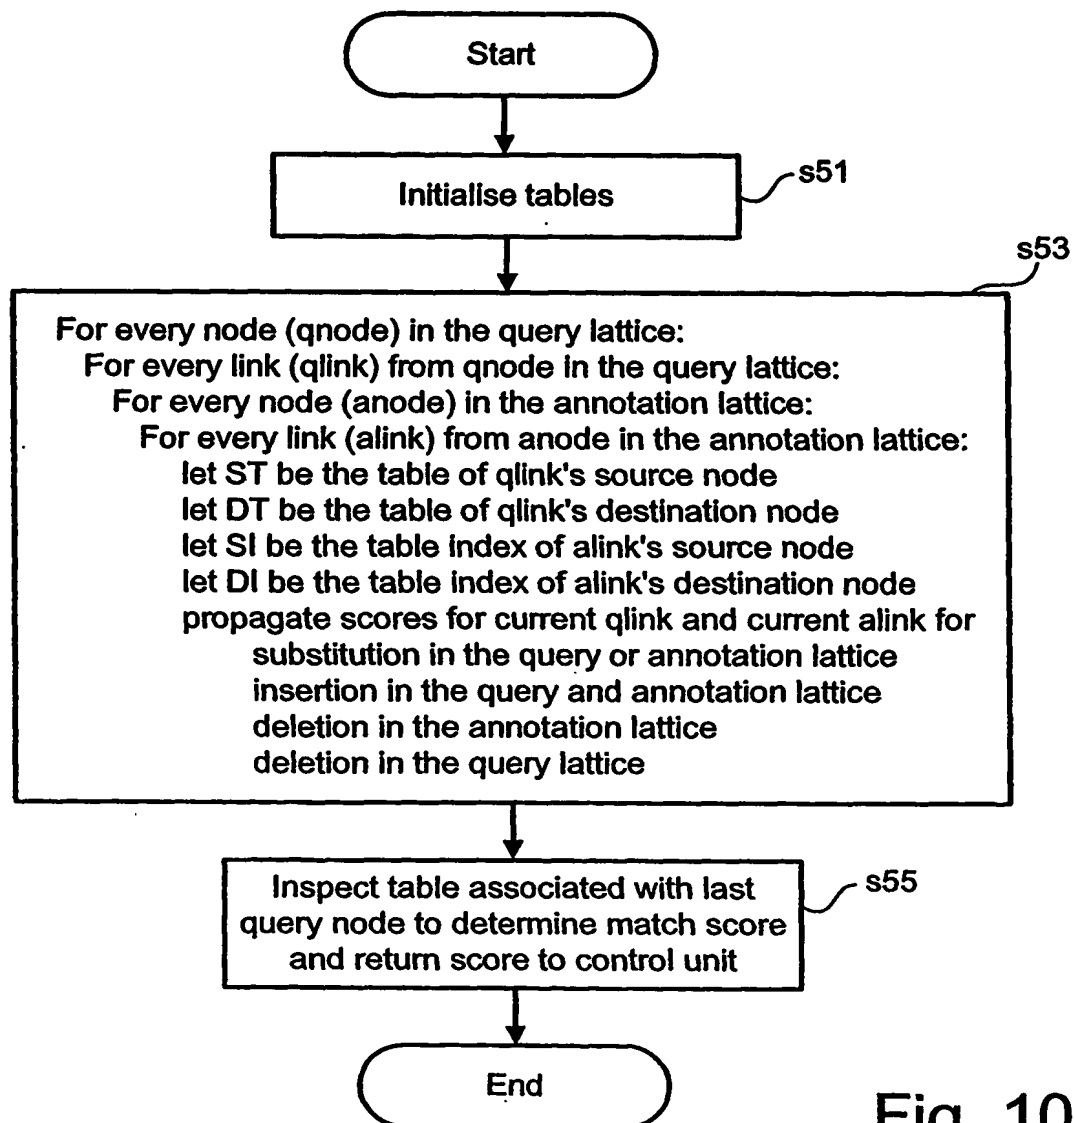 Start
Initialise tables
s51
s53
For every node (qnode) in the query lattice:
For every link (qlink) from qnode in the query lattice:
For every node (anode) in the annotation lattice:
For every link (alink) from anode in the annotation lattice:
let ST be the table of qlink's source node
let DT be the table of qlink's destination node
let SI be the table index of alink's source node
let DI be the table index of alink's destination node
propagate scores for current qlink and current alink for
substitution in the query or annotation lattice
insertion in the query and annotation lattice
deletion in the annotation lattice
deletion in the query lattice
Inspect table associated with last
query node to determine match score
and return score to control unit
s55
End
Fig. 10